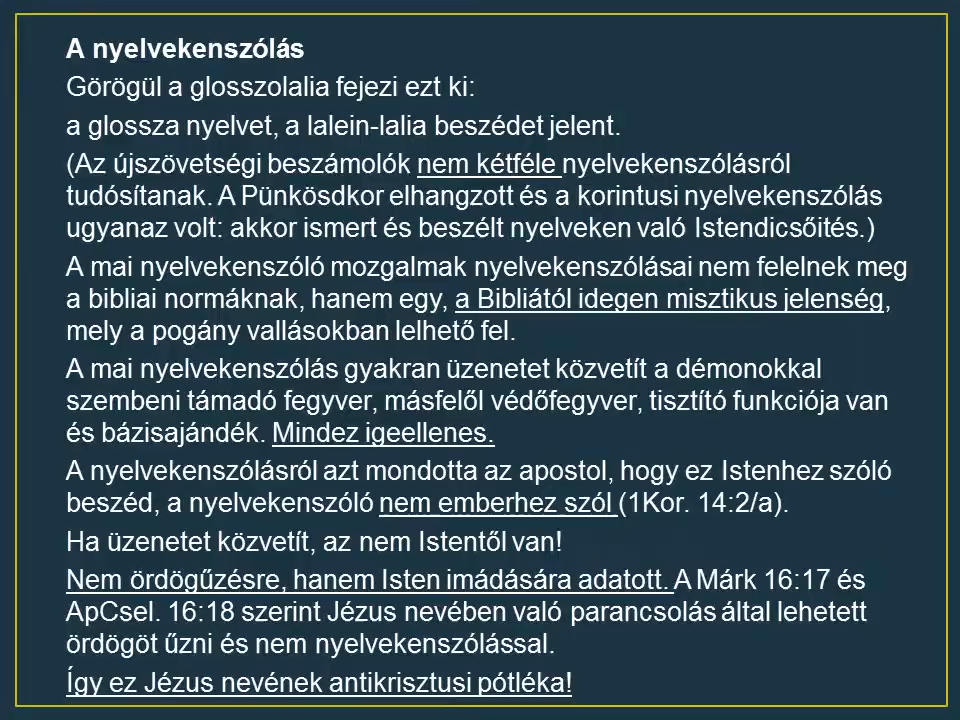 A nyelvekenszólás
Görögül a glosszolalia fejezi ezt ki:
a glossza nyelvet, a lalein-lalia beszédet jelent.
(Az újszövetségi beszámolók nem kétféle nyelvekenszólásról
tudósítanak. A Pünkösdkor elhangzott és a korintusi nyelvekenszólás
ugyanaz volt: akkor ismert és beszélt nyelveken való Istendicsőités.)
A mai nyelvekenszóló mozgalmak nyelvekenszólásai nem felelnek meg
a bibliai normáknak, hanem egy, a Bibliától idegen misztikus jelenség,
mely a pogány vallásokban lelhető fel.
A mai nyelvekenszólás gyakran üzenetet közvetít a démonokkal
szembeni támadó fegyver, másfelől védőfegyver, tisztító funkciója van
és bázisajándék. Mindez igeellenes.
A nyelvekenszólásról azt mondotta az apostol, hogy ez Istenhez szóló
beszéd, a nyelvekenszóló nem emberhez szól (1Kor. 14:2/a).
Ha üzenetet közvetít, az nem Istentől van!
Nem ördögűzésre, hanem Isten imádására adatott. A Márk 16:17 és
ApCsel. 16:18 szerint Jézus nevében való parancsolás által lehetett
ördögöt űzni és nem nyelvekenszólással.
Így ez Jézus nevének antikrisztusi pótléka!